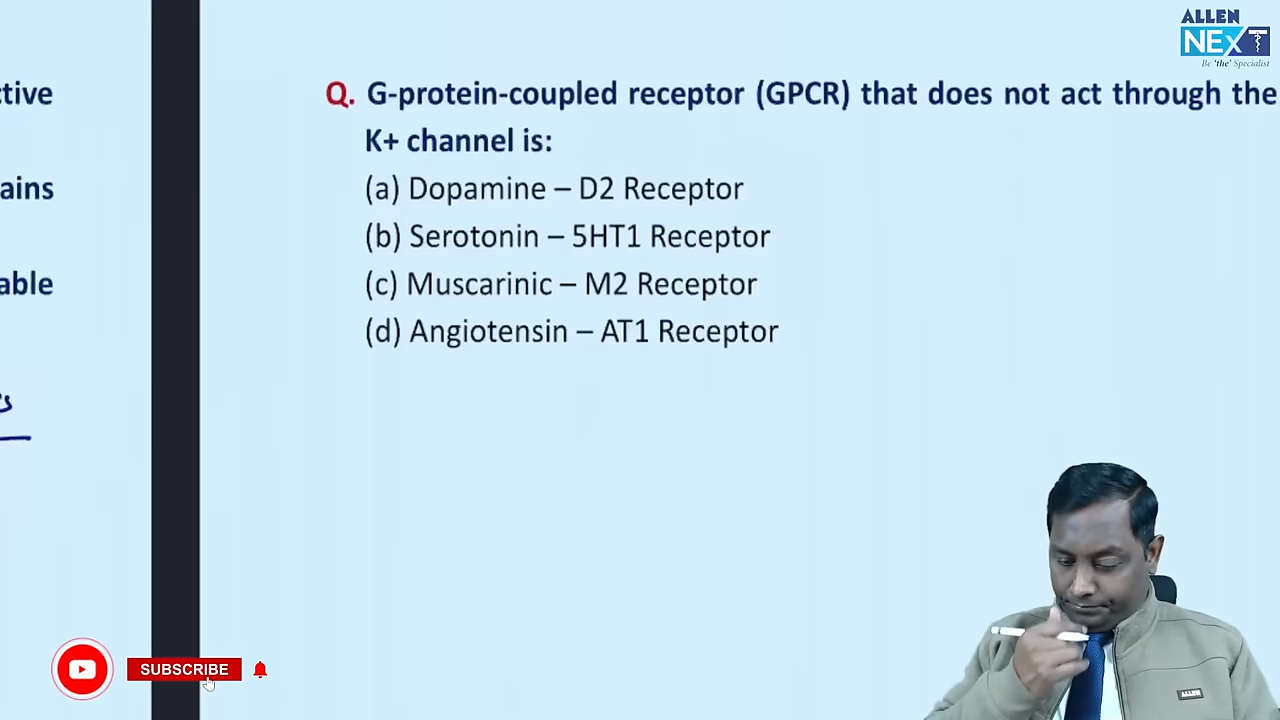 ALLEN
NEXT
Be 'the' Specialist
ctive
ains
able
Q. G-protein-coupled receptor (GPCR) that does not act through the
K+ channel is:
(a) Dopamine – D2 Receptor
(b) Serotonin – 5HT1 Receptor
(c) Muscarinic – M2 Receptor
(d) Angiotensin – AT1 Receptor
SUBSCRIBE
ALLEN